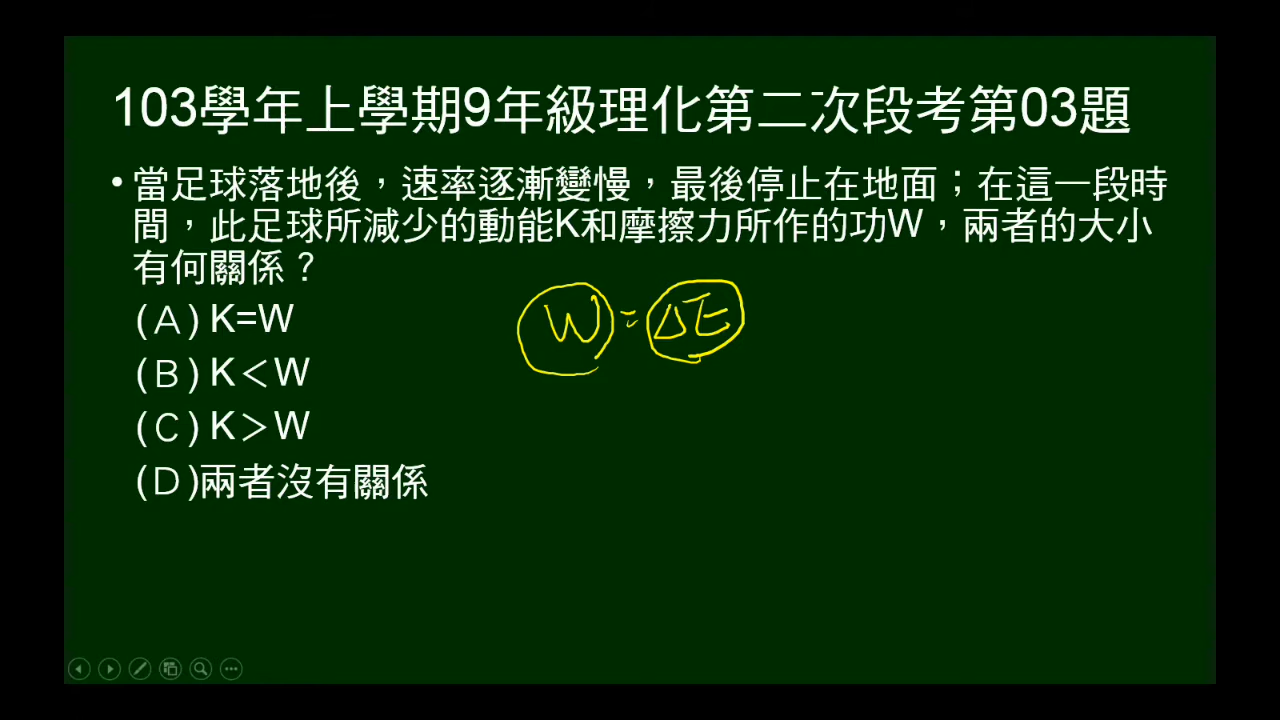 103學年上學期9年級理化第二次段考第03題
•當足球落地後，速率逐漸變慢，最後停止在地面；在這一段時
間，此足球所減少的動能K和摩擦力所作的功W，兩者的大小
有何關係？
(Ａ) K=W
W = ΔE
(Ｂ) K＜W
(Ｃ) K＞W
(Ｄ)兩者沒有關係